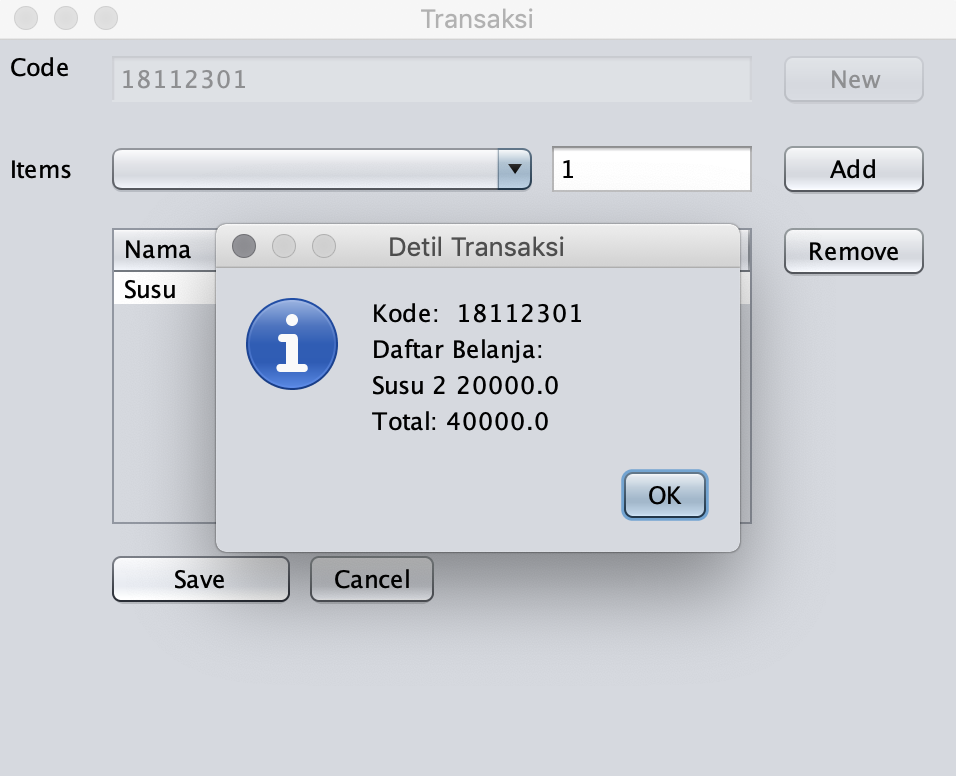 Transaksi
Code 18112301 New
Items 1 Add
Nama Remove
Susu
Detil Transaksi
Kode: 18112301
Daftar Belanja:
Susu 2 20000.0
Total: 40000.0
OK
Save Cancel